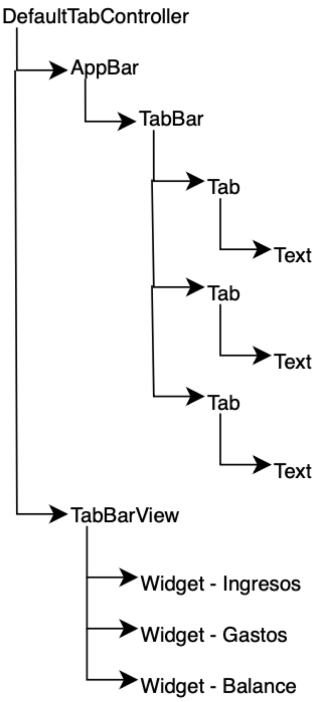 DefaultTabController
AppBar
TabBar
Tab
Text
Tab
Text
Tab
Text
TabBarView
Widget - Ingresos
Widget - Gastos
Widget - Balance